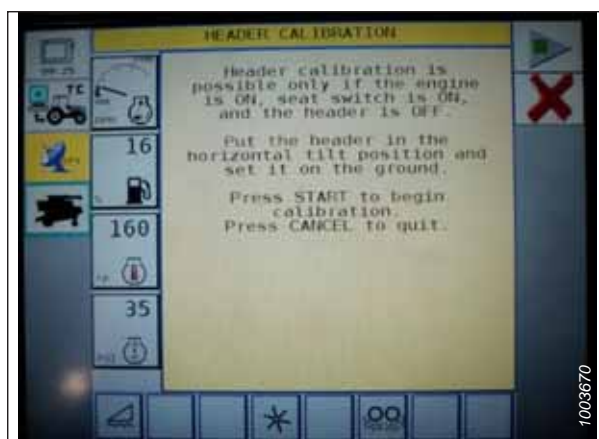 HEADER CALIBRATION
Header calibration is
possible only if the engine
is ON, seat switch is ON,
and the header is OFF.
Put the header in the
horizontal tilt position and
set it on the ground.
Press START to begin
calibration.
Press CANCEL to quit.
TC
16
160
35
1003670